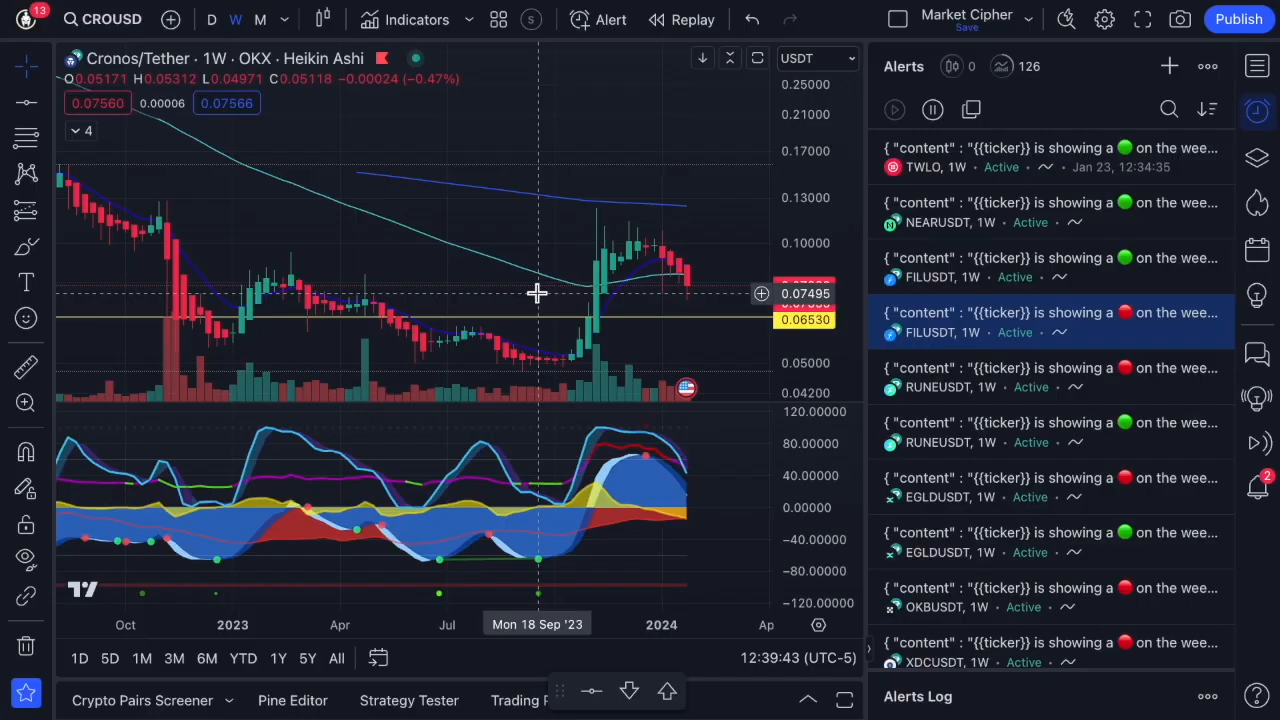 13
CROUSD
D W M
Indicators
S
Alert
Replay
Market Cipher
Save
Publish
Cronos/Tether · 1W · OKX · Heikin Ashi
O0.05171 H0.05312 L0.04971 C0.05118 -0.00024 (-0.47%)
0.07560 0.00006 0.07566
4
USDT
0.25000
0.21000
0.17000
0.13000
0.10000
0.07495
0.06530
0.05000
0.04200
120.00000
80.00000
40.00000
0.00000
-40.00000
-80.00000
-120.00000
Oct 2023 Apr Jul Mon 18 Sep '23 2024 Ap
1D 5D 1M 3M 6M YTD 1Y 5Y All
12:39:43 (UTC-5)
Crypto Pairs Screener Pine Editor Strategy Tester Trading
Alerts 0 126
{ "content" : "{{ticker}} is showing a 🟢 on the wee...
TWLO, 1W · Active · Jan 23, 12:34:35
{ "content" : "{{ticker}} is showing a 🟢 on the wee...
NEARUSDT, 1W · Active ·
{ "content" : "{{ticker}} is showing a 🟢 on the wee...
FILUSDT, 1W · Active ·
{ "content" : "{{ticker}} is showing a 🔴 on the wee...
FILUSDT, 1W · Active ·
{ "content" : "{{ticker}} is showing a 🔴 on the wee...
RUNEUSDT, 1W · Active ·
{ "content" : "{{ticker}} is showing a 🟢 on the wee...
RUNEUSDT, 1W · Active ·
{ "content" : "{{ticker}} is showing a 🔴 on the wee...
EGLDUSDT, 1W · Active ·
{ "content" : "{{ticker}} is showing a 🟢 on the wee...
EGLDUSDT, 1W · Active ·
{ "content" : "{{ticker}} is showing a 🔴 on the wee...
OKBUSDT, 1W · Active ·
{ "content" : "{{ticker}} is showing a 🔴 on the wee...
XDCUSDT, 1W · Active ·
Alerts Log
2